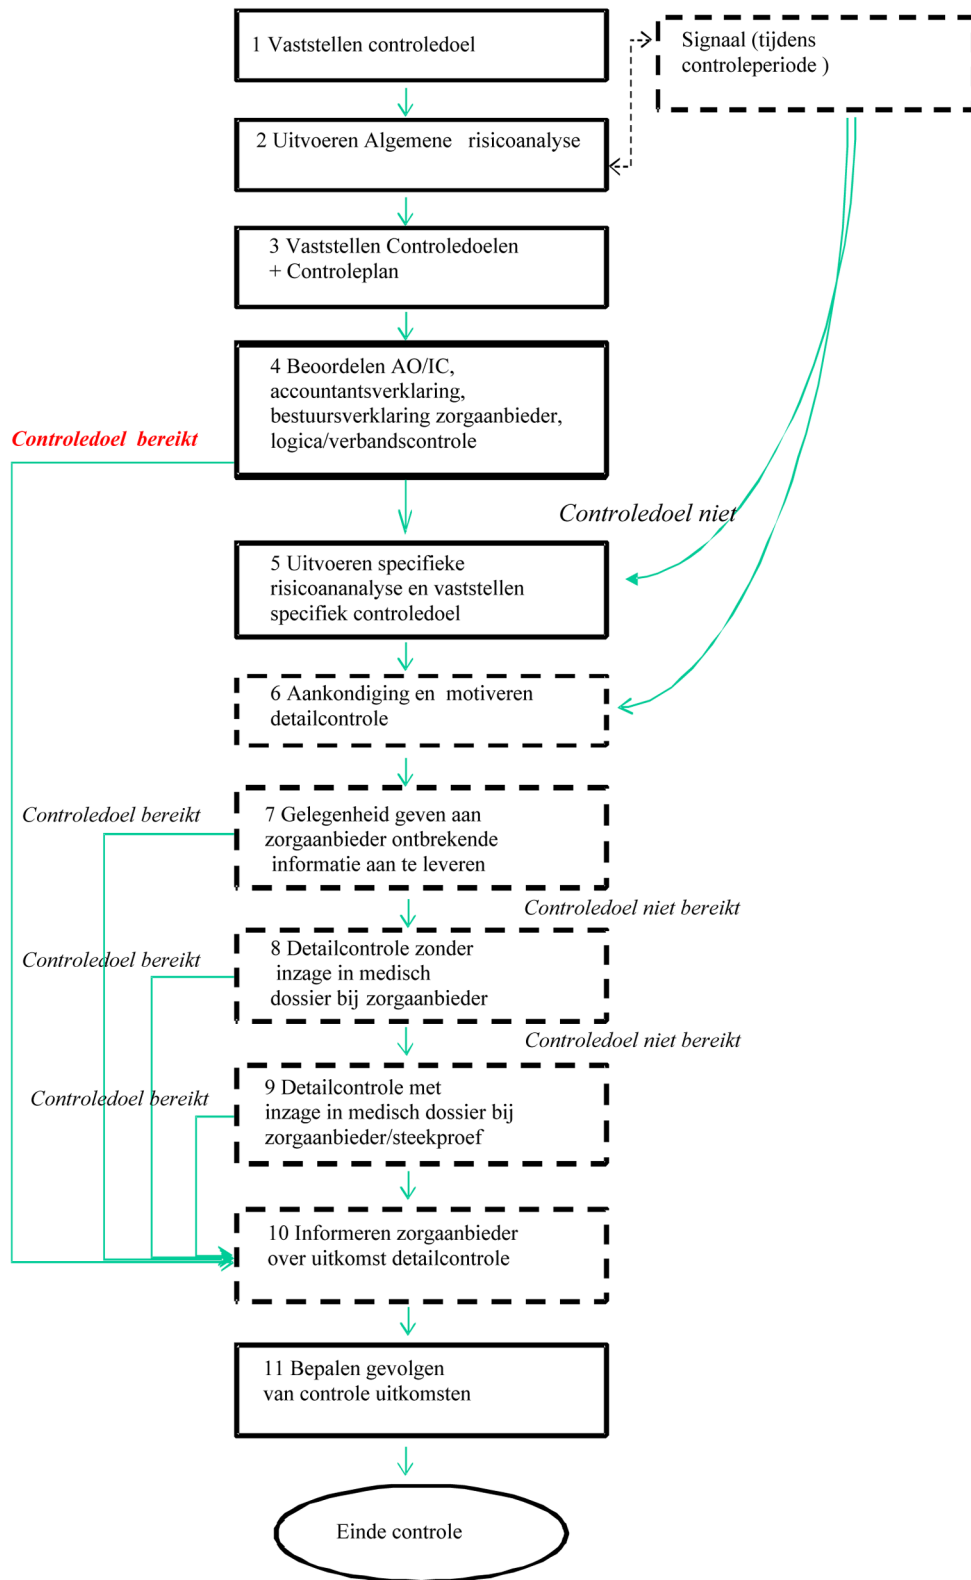 1 Vaststellen controledoel
Signaal (tijdens
controleperiode )
2 Uitvoeren Algemene risicoanalyse
3 Vaststellen Controledoelen
+ Controleplan
4 Beoordelen AO/IC,
accountantsverklaring,
bestuursverklaring zorgaanbieder,
logica/verbandscontrole
Controledoel bereikt
Controledoel niet
5 Uitvoeren specifieke
risicoananalyse en vaststellen
specifiek controledoel
6 Aankondiging en motiveren
detailcontrole
Controledoel bereikt
7 Gelegenheid geven aan
zorgaanbieder ontbrekende
informatie aan te leveren
Controledoel niet bereikt
Controledoel bereikt
8 Detailcontrole zonder
inzage in medisch
dossier bij zorgaanbieder
Controledoel niet bereikt
Controledoel bereikt
9 Detailcontrole met
inzage in medisch dossier bij
zorgaanbieder/steekproef
10 Informeren zorgaanbieder
over uitkomst detailcontrole
11 Bepalen gevolgen
van controle uitkomsten
Einde controle